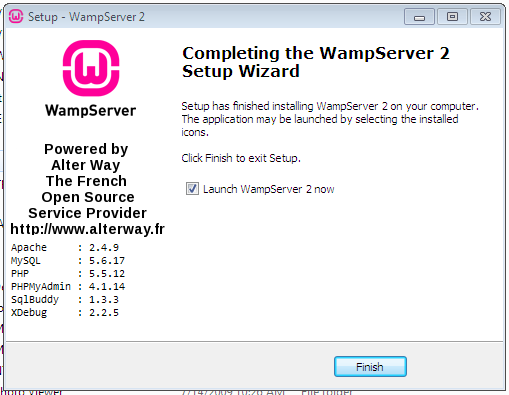 Setup - WampServer 2
WampServer
Powered by
Alter Way
The French
Open Source
Service Provider
http://www.alterway.fr
Apache : 2.4.9
MySQL : 5.6.17
PHP : 5.5.12
PHPMyAdmin : 4.1.14
SqlBuddy : 1.3.3
XDebug : 2.2.5
Completing the WampServer 2
Setup Wizard
Setup has finished installing WampServer 2 on your computer.
The application may be launched by selecting the installed
icons.
Click Finish to exit Setup.
Launch WampServer 2 now
Finish
7/14/2009 10:26 AM File folder